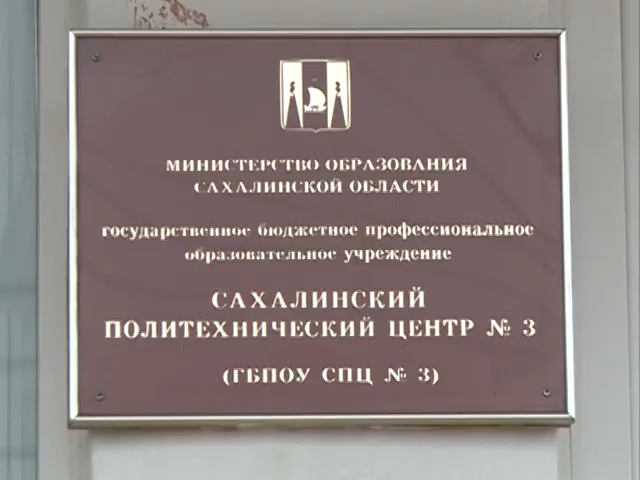 МИНИСТЕРСТВО ОБРАЗОВАНИЯ
САХАЛИНСКОЙ ОБЛАСТИ
государственное бюджетное профессиональное
образовательное учреждение
САХАЛИНСКИЙ
ПОЛИТЕХНИЧЕСКИЙ ЦЕНТР № 3
(ГБПОУ СПЦ № 3)